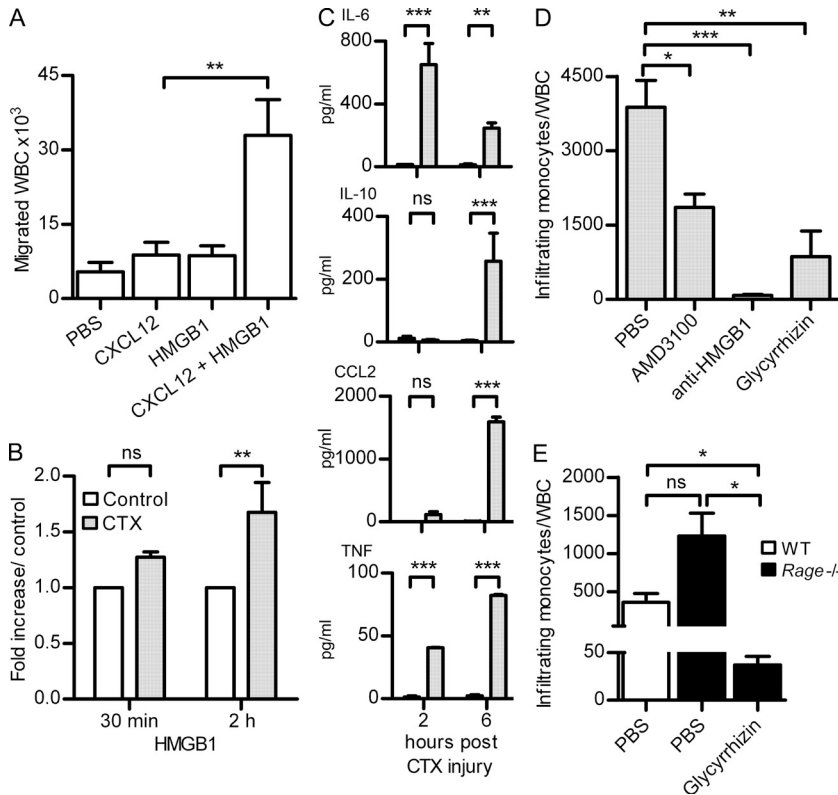 A
**
45
30
15
0
Migrated WBC x10³
PBS
CXCL12
HMGB1
CXCL12 + HMGB1
B
ns
**
2.0
1.5
1.0
0.5
0.0
Fold increase/ control
Control
CTX
30 min
2 h
HMGB1
C
IL-6
***
**
800
400
0
pg/ml
IL-10
ns
***
400
200
0
pg/ml
CCL2
ns
***
2000
1000
0
pg/ml
TNF
***
***
100
50
0
pg/ml
2
6
hours post
CTX injury
D
**
***
*
4500
3000
1500
0
Infiltrating monocytes/WBC
PBS
AMD3100
anti-HMGB1
Glycyrrhizin
E
*
ns
*
2000
1500
1000
500
50
0
Infiltrating monocytes/WBC
WT
Rage-/-
PBS
PBS
Glycyrrhizin